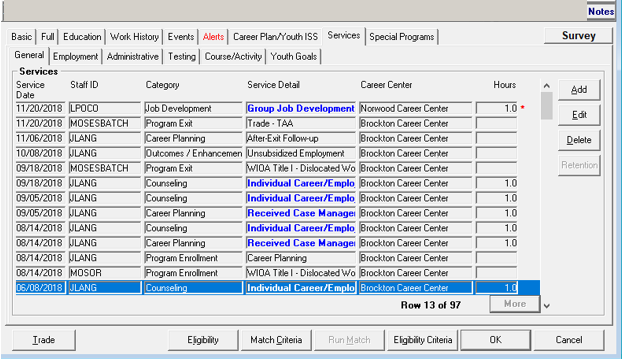 Notes
Basic Full Education Work History Events Alerts Career Plan/Youth ISS Services Special Programs Survey
General Employment Administrative Testing Course/Activity Youth Goals
Services
Service Date Staff ID Category Service Detail Career Center Hours
11/20/2018 LPOCO Job Development Group Job Development Norwood Career Center 1.0 *
11/20/2018 MOSESBATCH Program Exit Trade - TAA Brockton Career Center
11/06/2018 JLANG Career Planning After-Exit Follow-up Brockton Career Center
10/08/2018 JLANG Outcomes / Enhancemen Unsubsidized Employment Brockton Career Center
09/18/2018 MOSESBATCH Program Exit WIOA Title I - Dislocated Wo Brockton Career Center
09/18/2018 JLANG Counseling Individual Career/Emplo Brockton Career Center 1.0
09/05/2018 JLANG Counseling Individual Career/Emplo Brockton Career Center 1.0
09/05/2018 JLANG Career Planning Received Case Manage Brockton Career Center 1.0
08/14/2018 JLANG Counseling Individual Career/Emplo Brockton Career Center 1.0
08/14/2018 JLANG Career Planning Received Case Manage Brockton Career Center 1.0
08/14/2018 JLANG Program Enrollment Career Planning Brockton Career Center
08/14/2018 MOSOR Program Enrollment WIOA Title I - Dislocated Wo Brockton Career Center
06/08/2018 JLANG Counseling Individual Career/Emplo Brockton Career Center 1.0
Row 13 of 97 More
Add
Edit
Delete
Retention
Trade Eligibility Match Criteria Run Match Eligibility Criteria OK Cancel